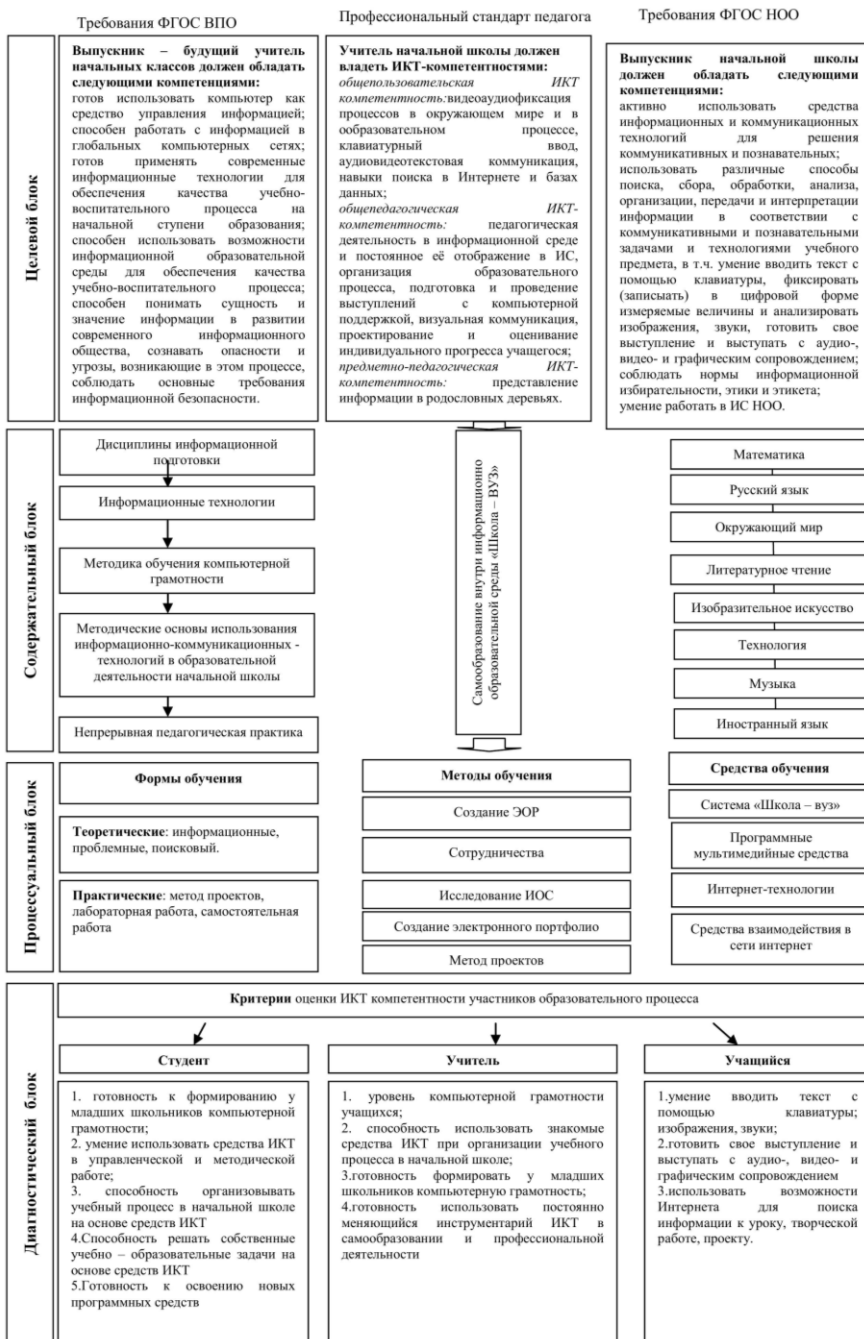 Требования ФГОС ВПО
Профессиональный стандарт педагога
Требования ФГОС НОО
Целевой блок
Выпускник – будущий учитель
начальных классов должен обладать
следующими компетенциями:
готов использовать компьютер как
средство управления информацией;
способен работать с информацией в
глобальных компьютерных сетях;
готов применять современные
информационные технологии для
обеспечения качества учебно-
воспитательного процесса на
начальной ступени образования;
способен использовать возможности
информационной образовательной
среды для обеспечения качества
учебно-воспитательного процесса;
способен понимать сущность и
значение информации в развитии
современного информационного
общества, сознавать опасности и
угрозы, возникающие в этом процессе,
соблюдать основные требования
информационной безопасности.
Учитель начальной школы должен
владеть ИКТ-компетентностями:
общепользовательская ИКТ
компетентность:видеоаудиофиксация
процессов в окружающем мире и в
ообразовательном процессе,
клавиатурный ввод,
аудиовидеотекстовая коммуникация,
навыки поиска в Интернете и базах
данных;
общепедагогическая ИКТ-
компетентность: педагогическая
деятельность в информационной среде
и постоянное её отображение в ИС,
организация образовательного
процесса, подготовка и проведение
выступлений с компьютерной
поддержкой, визуальная коммуникация,
проектирование и оценивание
индивидуального прогресса учащегося;
предметно-педагогическая ИКТ-
компетентность: представление
информации в родословных деревьях.
Выпускник начальной школы
должен обладать следующими
компетенциями:
активно использовать средства
информационных и коммуникационных
технологий для решения
коммуникативных и познавательных;
использовать различные способы
поиска, сбора, обработки, анализа,
организации, передачи и интерпретации
информации в соответствии с
коммуникативными и познавательными
задачами и технологиями учебного
предмета, в т.ч. умение вводить текст с
помощью клавиатуры, фиксировать
(записыать) в цифровой форме
измеряемые величины и анализировать
изображения, звуки, готовить свое
выступление и выступать с аудио-,
видео- и графическим сопровождением;
соблюдать нормы информационной
избирательности, этики и этикета;
умение работать в ИС НОО.
Содержательный блок
Дисциплины информационной
подготовки
Информационные технологии
Методика обучения компьютерной
грамотности
Методические основы использования
информационно-коммуникационных -
технологий в образовательной
деятельности начальной школы
Непрерывная педагогическая практика
Самообразование внутри информационно
образовательной среды «Школа – ВУЗ»
Математика
Русский язык
Окружающий мир
Литературное чтение
Изобразительное искусство
Технология
Музыка
Иностранный язык
Процессуальный блок
Формы обучения
Теоретические: информационные,
проблемные, поисковый.
Практические: метод проектов,
лабораторная работа, самостоятельная
работа
Методы обучения
Создание ЭОР
Сотрудничества
Исследование ИОС
Создание электронного портфолио
Метод проектов
Средства обучения
Система «Школа – вуз»
Программные
мультимедийные средства
Интернет-технологии
Средства взаимодействия в
сети интернет
Диагностический блок
Критерии оценки ИКТ компетентности участников образовательного процесса
Студент
1. готовность к формированию у
младших школьников компьютерной
грамотности;
2. умение использовать средства ИКТ
в управленческой и методической
работе;
3. способность организовывать
учебный процесс в начальной школе
на основе средств ИКТ
4.Способность решать собственные
учебно – образовательные задачи на
основе средств ИКТ
5.Готовность к освоению новых
программных средств
Учитель
1. уровень компьютерной грамотности
учащихся;
2. способность использовать знакомые
средства ИКТ при организации учебного
процесса в начальной школе;
3.готовность формировать у младших
школьников компьютерную грамотность;
4.готовность использовать постоянно
меняющийся инструментарий ИКТ в
самообразовании и профессиональной
деятельности
Учащийся
1.умение вводить текст с
помощью клавиатуры;
изображения, звуки;
2.готовить свое выступление и
выступать с аудио-, видео- и
графическим сопровождением
3.использовать возможности
Интернета для поиска
информации к уроку, творческой
работе, проекту.